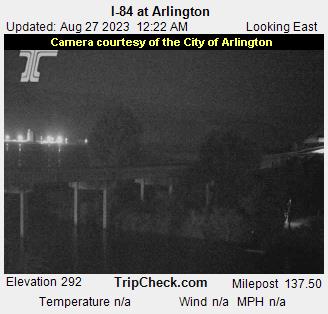 I-84 at Arlington
Updated: Aug 27 2023 12:22 AM Looking East
Camera courtesy of the City of Arlington
Elevation 292 TripCheck.com Milepost 137.50
Temperature n/a Wind n/a MPH n/a